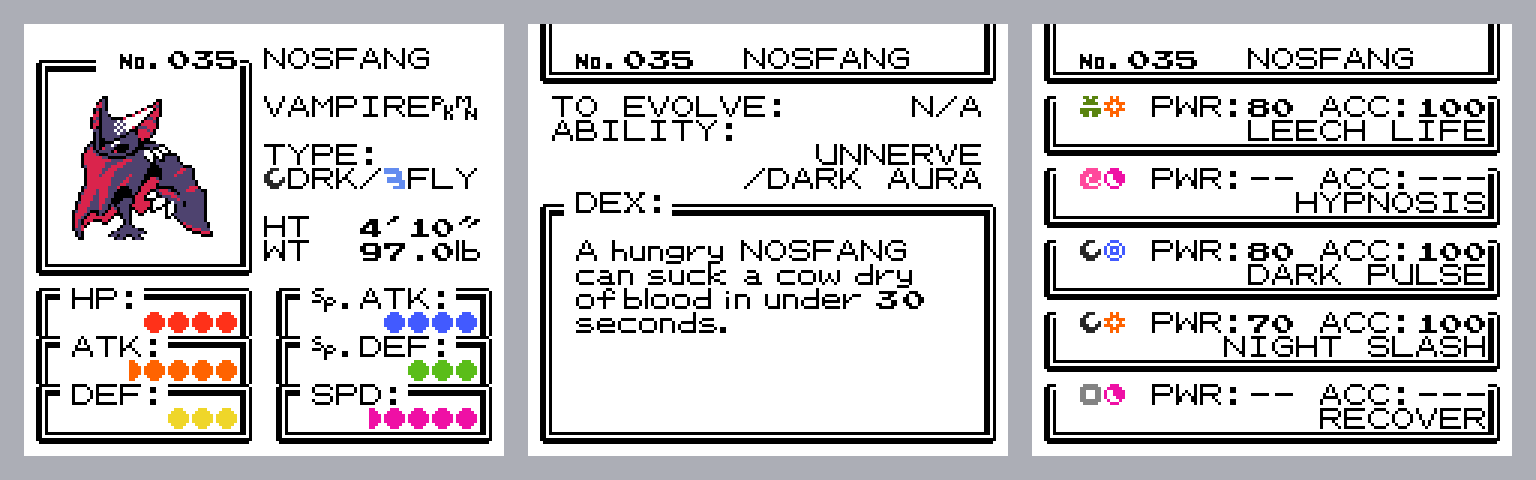 No. 035 NOSFANG
VAMPIRE PKMN
TYPE:
DRK/FLY
HT 4'10"
WT 97.0lb
HP:
Sp. ATK:
ATK:
Sp. DEF:
DEF:
SPD:
No. 035 NOSFANG
TO EVOLVE: N/A
ABILITY:
UNNERVE
/DARK AURA
DEX:
A hungry NOSFANG
can suck a cow dry
of blood in under 30
seconds.
No. 035 NOSFANG
PWR:80 ACC:100
LEECH LIFE
PWR:-- ACC:---
HYPNOSIS
PWR:80 ACC:100
DARK PULSE
PWR:70 ACC:100
NIGHT SLASH
PWR:-- ACC:---
RECOVER